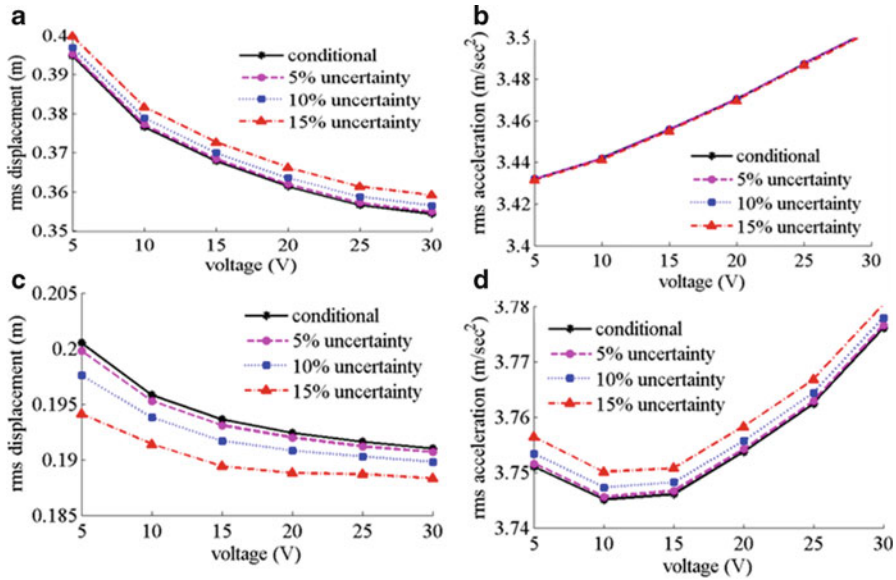 a
0.4
0.39
0.38
0.37
0.36
0.35
rms displacement (m)
conditional
5% uncertainty
10% uncertainty
15% uncertainty
5 10 15 20 25 30
voltage (V)
b
3.5
3.48
3.46
3.44
3.42
3.4
rms acceleration (m/sec²)
conditional
5% uncertainty
10% uncertainty
15% uncertainty
5 10 15 20 25 30
voltage (V)
c
0.205
0.2
0.195
0.19
0.185
rms displacement (m)
conditional
5% uncertainty
10% uncertainty
15% uncertainty
5 10 15 20 25 30
voltage (V)
d
3.78
3.77
3.76
3.75
3.74
rms acceleration (m/sec²)
conditional
5% uncertainty
10% uncertainty
15% uncertainty
5 10 15 20 25 30
voltage (V)